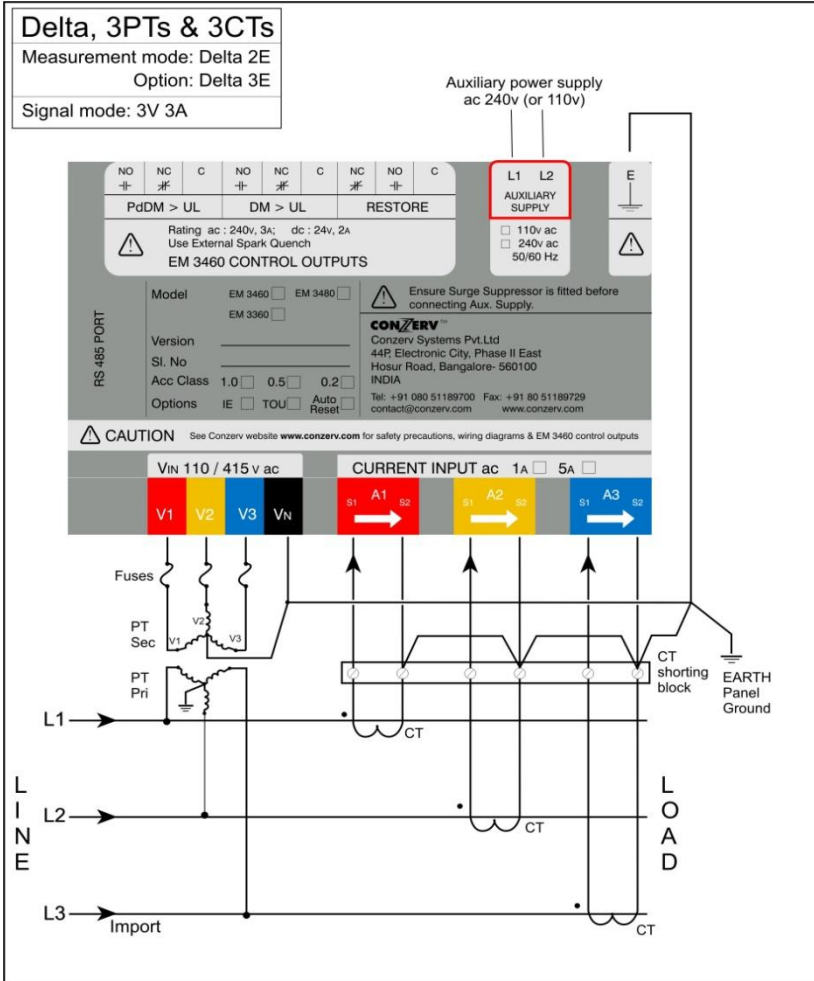 Delta, 3PTs & 3CTs
Measurement mode: Delta 2E
Option: Delta 3E
Signal mode: 3V 3A
Auxiliary power supply
ac 240v (or 110v)
NO NC C NO NC C NC NO C
PdDM > UL DM > UL RESTORE
Rating ac : 240v, 3A; dc : 24v, 2A
Use External Spark Quench
EM 3460 CONTROL OUTPUTS
L1 L2
AUXILIARY
SUPPLY
110v ac
240v ac
50/60 Hz
E
RS 485 PORT
Model EM 3460 EM 3480
EM 3360
Version
Sl. No
Acc Class 1.0 0.5 0.2
Options IE TOU Auto
Reset
Ensure Surge Suppressor is fitted before
connecting Aux. Supply.
CONZERV™
Conzerv Systems Pvt.Ltd
44P, Electronic City, Phase II East
Hosur Road, Bangalore- 560100
INDIA
Tel: +91 080 51189700 Fax: +91 80 51189729
contact@conzerv.com www.conzerv.com
CAUTION See Conzerv website www.conzerv.com for safety precautions, wiring diagrams & EM 3460 control outputs
VIN 110 / 415 V ac CURRENT INPUT ac 1A 5A
V1 V2 V3 VN
S1 A1 S2
S1 A2 S2
S1 A3 S2
Fuses
PT
Sec
V1 V2 V3
PT
Pri
CT
shorting
block
EARTH
Panel
Ground
L1
CT
L2
CT
L3
CT
Import
LINE
LOAD